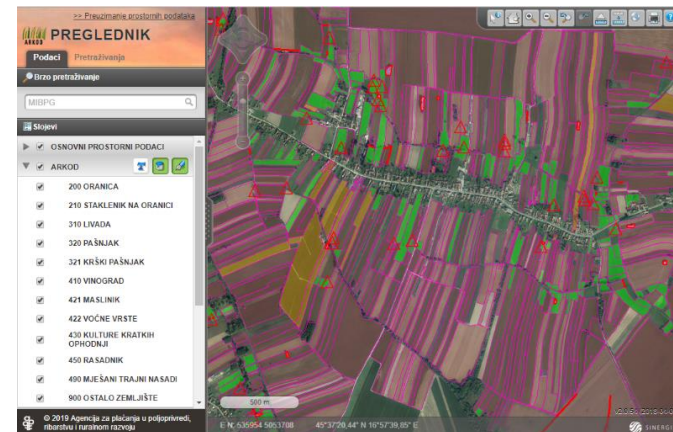 >> Preuzimanje prostornih podataka
ARKOD
PREGLEDNIK
Podaci Pretraživanja
Brzo pretraživanje
MIBPG
Slojevi
OSNOVNI PROSTORNI PODACI
ARKOD
200 ORANICA
210 STAKLENIK NA ORANICI
310 LIVADA
320 PAŠNJAK
321 KRŠKI PAŠNJAK
410 VINOGRAD
421 MASLINIK
422 VOĆNE VRSTE
430 KULTURE KRATKIH
OPHODNJI
450 RASADNIK
490 MJEŠANI TRAJNI NASADI
900 OSTALO ZEMLJIŠTE
© 2019 Agencija za plaćanja u poljoprivredi,
ribarstvu i ruralnom razvoju
500 m
E N: 535954 5053708 45°37'20,44" N 16°57'39,85" E
SINERGI